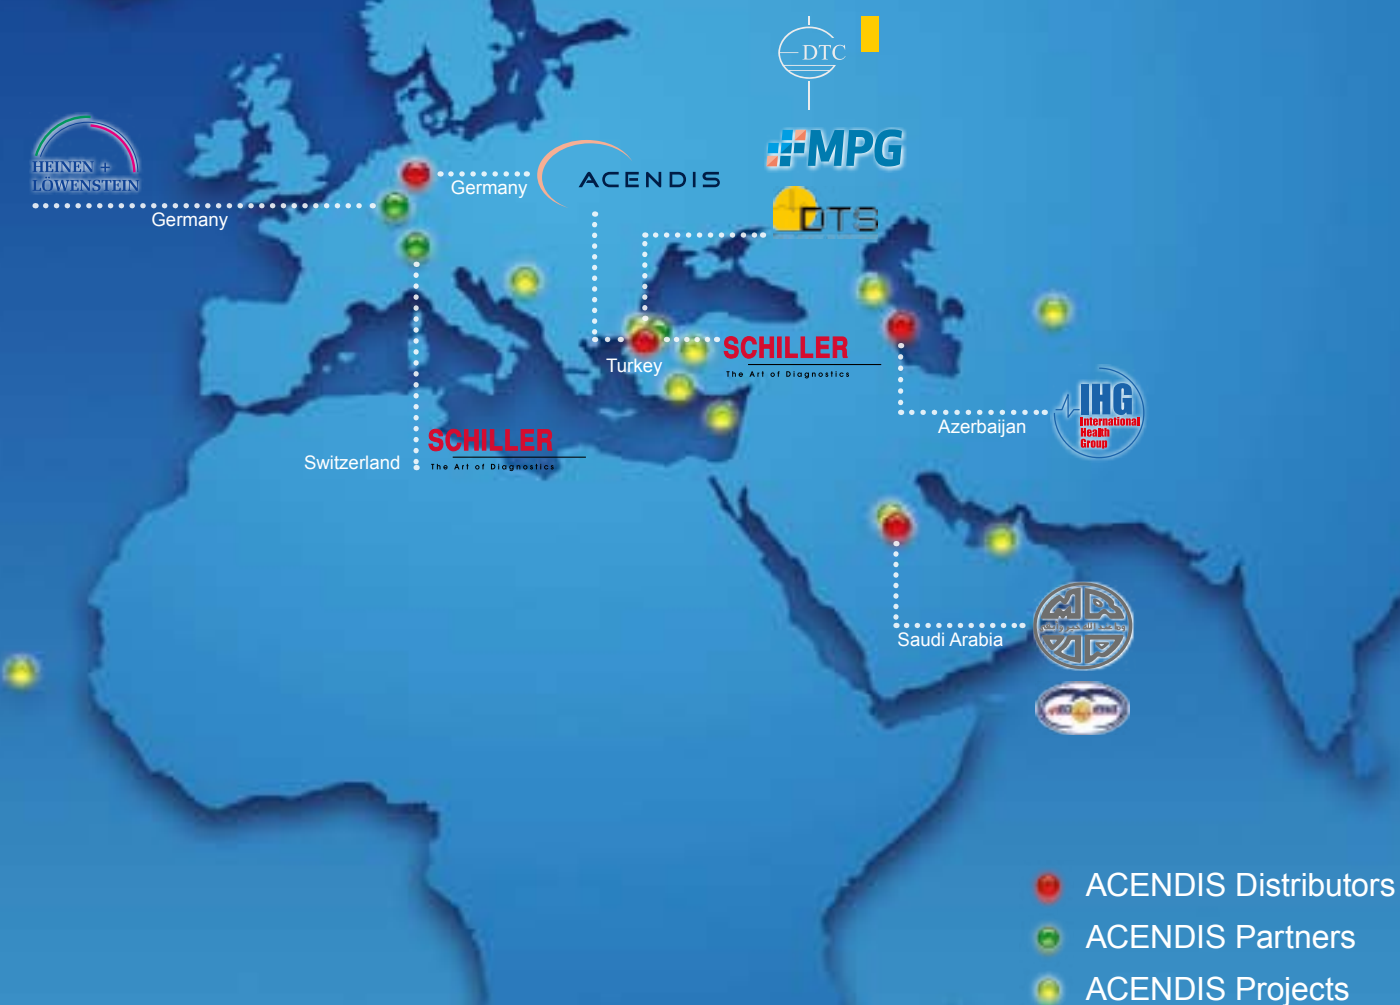 DTC
MPG
HEINEN +
LÖWENSTEIN
Germany
Germany
ACENDIS
DTS
Turkey
SCHILLER
The Art of Diagnostics
IHG
International
Health
Group
Azerbaijan
Switzerland
SCHILLER
The Art of Diagnostics
Saudi Arabia
ACENDIS Distributors
ACENDIS Partners
ACENDIS Projects